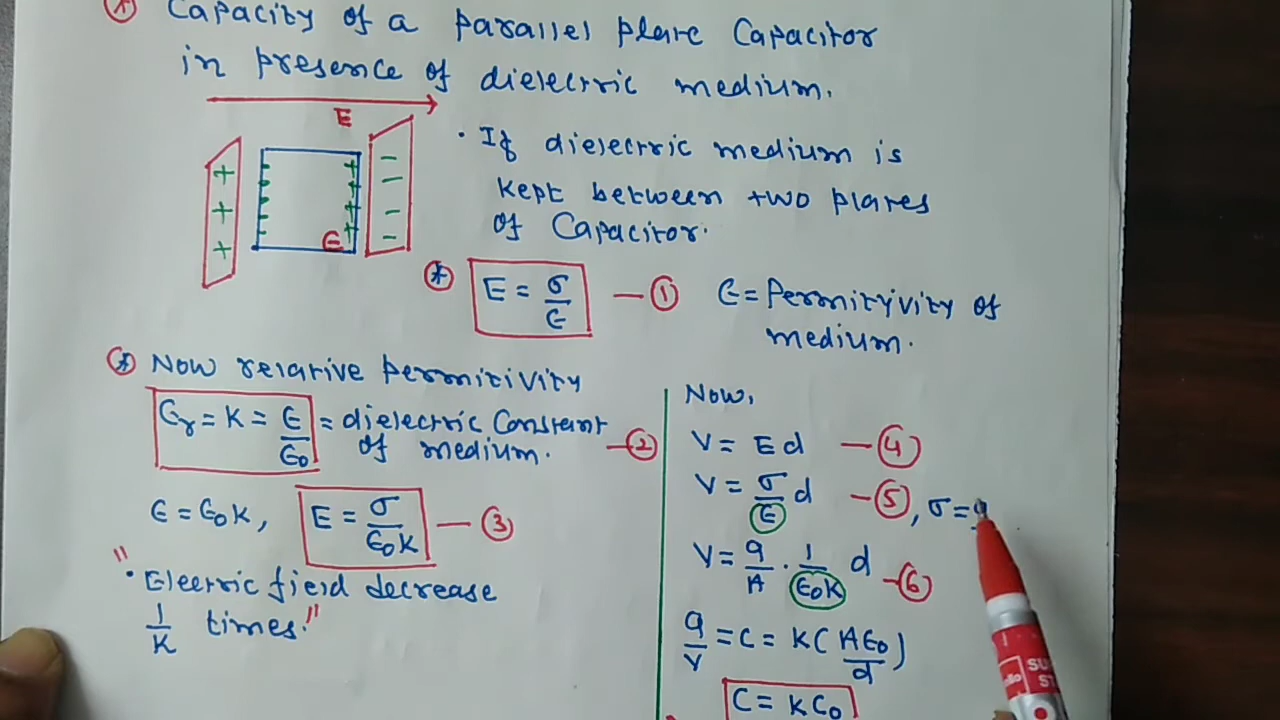 * Capacity of a parallel plate Capacitor
in presence of dielectric medium.
E
+ + +
- - - -
+ + + +
ϵ
• If dielectric medium is
kept between two plates
of Capacitor.
* E = σ/ϵ —① ϵ = Permitivity of
medium.
* Now relative permitivity
ϵr = K = ϵ/ϵ0 = dielectric Constant
of medium. —②
ϵ = ϵ0K, E = σ/ϵ0K —③
"• Electric field decrease
1/K times."
Now,
V = Ed —④
V = σ/ϵ d —⑤, σ = q
V = q/A · 1/ϵ0K d —⑥
q/V = C = K(Aϵ0/d)
C = KC0